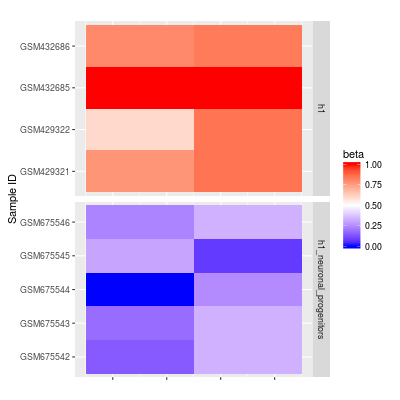 GSM432686
GSM432685
GSM429322
GSM429321
h1
GSM675546
GSM675545
GSM675544
GSM675543
GSM675542
h1_neuronal_progenitors
Sample ID
beta
1.00
0.75
0.50
0.25
0.00